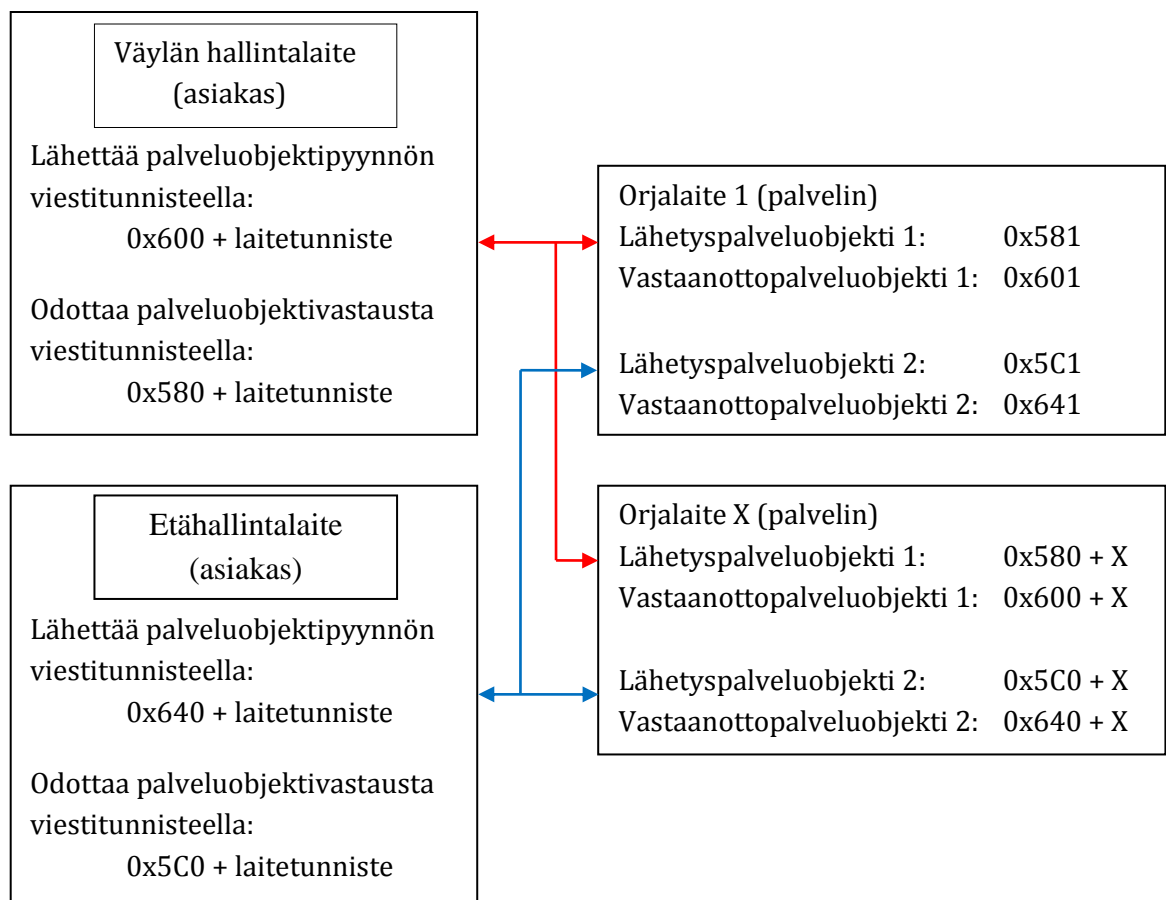 Väylän hallintalaite
(asiakas)
Lähettää palveluobjektipyynnön
viestitunnisteella:
0x600 + laitetunniste
Odottaa palveluobjektivastausta
viestitunnisteella:
0x580 + laitetunniste
Orjalaite 1 (palvelin)
Lähetyspalveluobjekti 1: 0x581
Vastaanottopalveluobjekti 1: 0x601
Lähetyspalveluobjekti 2: 0x5C1
Vastaanottopalveluobjekti 2: 0x641
Etähallintalaite
(asiakas)
Lähettää palveluobjektipyynnön
viestitunnisteella:
0x640 + laitetunniste
Odottaa palveluobjektivastausta
viestitunnisteella:
0x5C0 + laitetunniste
Orjalaite X (palvelin)
Lähetyspalveluobjekti 1: 0x580 + X
Vastaanottopalveluobjekti 1: 0x600 + X
Lähetyspalveluobjekti 2: 0x5C0 + X
Vastaanottopalveluobjekti 2: 0x640 + X